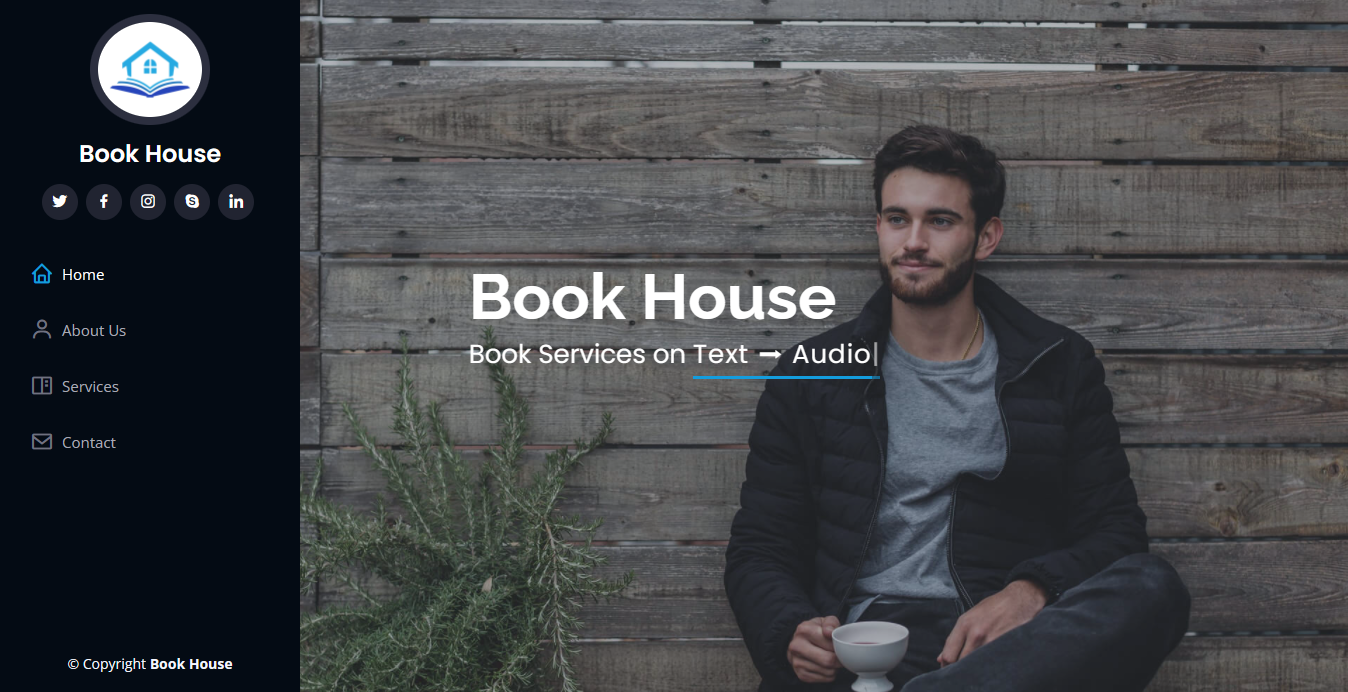 Book House
Home
About Us
Services
Contact
© Copyright Book House
Book House
Book Services on Text ➞ Audio|